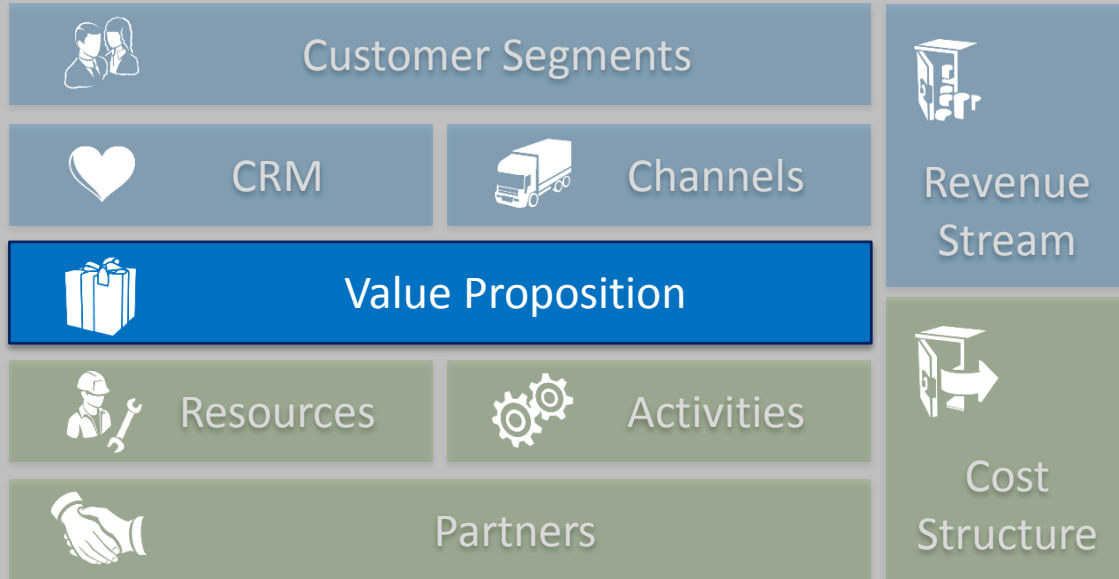 Customer Segments
CRM
Channels
Value Proposition
Resources
Activities
Partners
Revenue
Stream
Cost
Structure